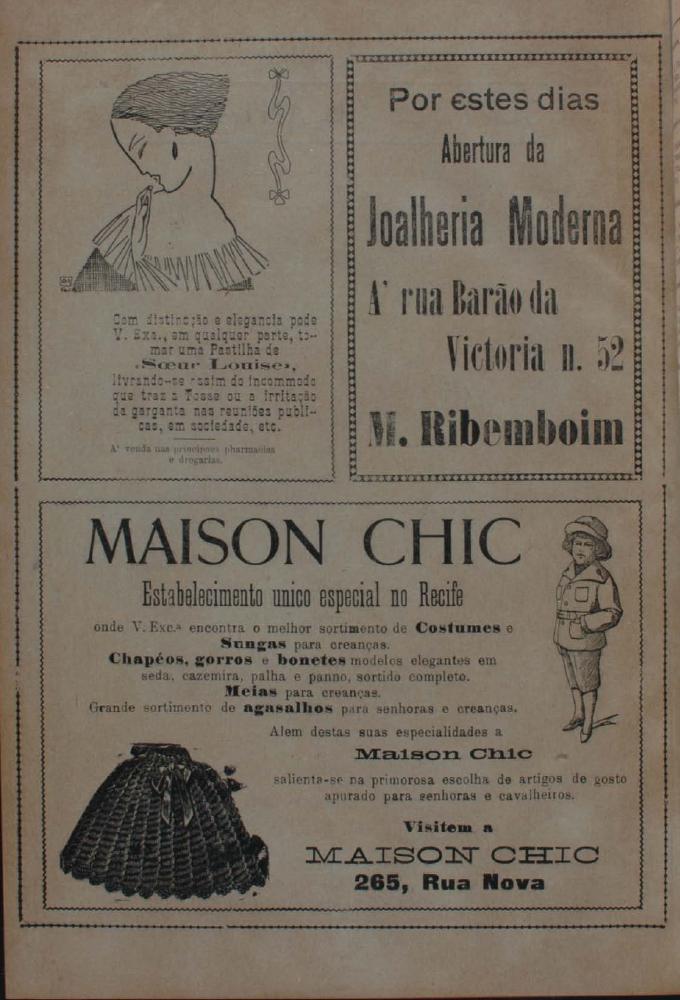 Com distincção e elegancia pode
V. Exa., em qualquer parte, to-
mar uma Pastilha de
«Sœur Louise»,
livrando-se assim do incommodo
que traz a Tosse ou a irritação
da garganta nas reuniões publi-
cas, em sociedade, etc.
A' venda nas principaes pharmacias
e drogarias.
Por estes dias
Abertura da
Joalheria Moderna
A' rua Barão da
Victoria n. 52
M. Ribemboim
MAISON CHIC
Estabelecimento unico especial no Recife
onde V. Exc.ª encontra o melhor sortimento de Costumes e
Sungas para creanças.
Chapéos, gorros e bonetes modelos elegantes em
seda, cazemira, palha e panno, sortido completo.
Meias para creanças.
Grande sortimento de agasalhos para senhoras e creanças.
Alem destas suas especialidades a
Maison Chic
salienta-se na primorosa escolha de artigos de gosto
apurado para senhoras e cavalheiros.
Visitem a
MAISON CHIC
265, Rua Nova